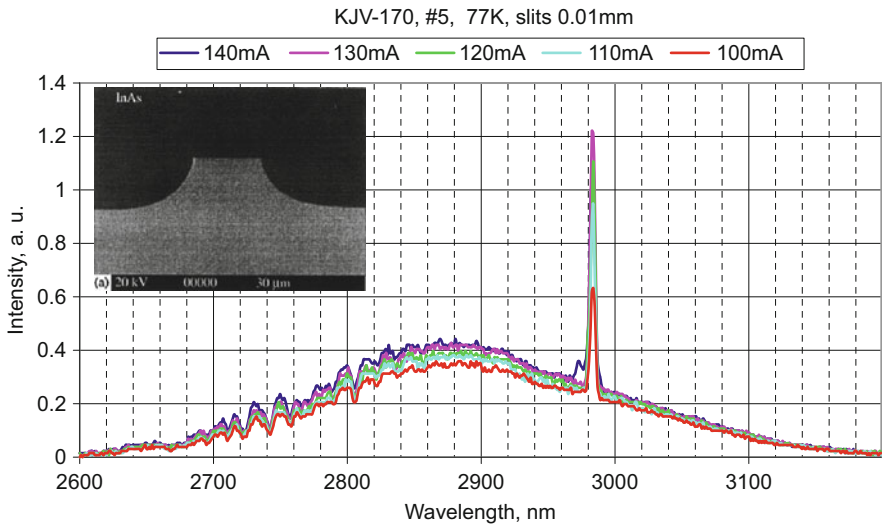 KJV-170, #5, 77K, slits 0.01mm
140mA 130mA 120mA 110mA 100mA
1.4
1.2
1
0.8
0.6
0.4
0.2
0
Intensity, a. u.
InAs
(a) 20 kV 00000 30 µm
2600 2700 2800 2900 3000 3100
Wavelength, nm